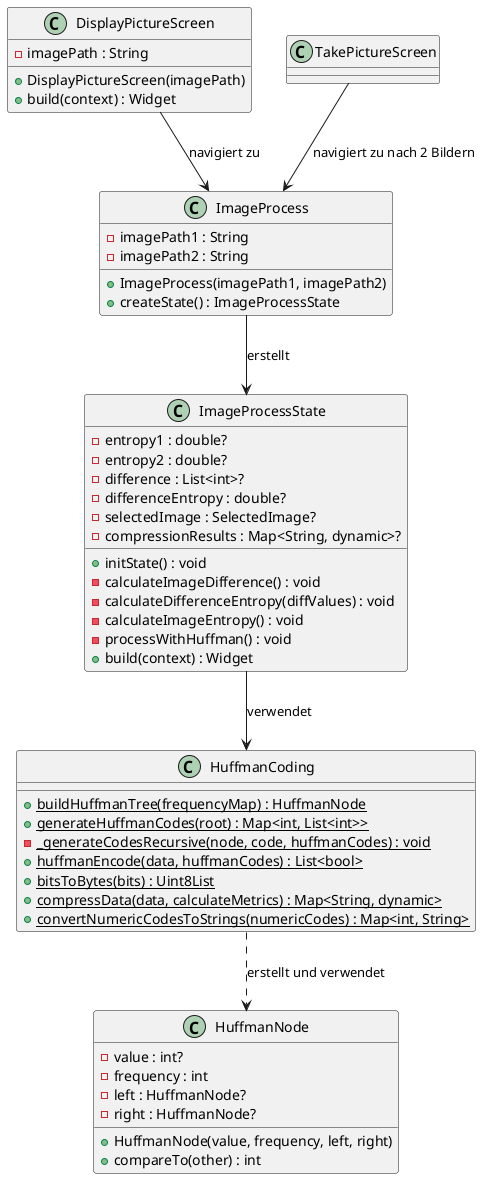 C DisplayPictureScreen
imagePath : String
DisplayPictureScreen(imagePath)
build(context) : Widget
C TakePictureScreen
navigiert zu
navigiert zu nach 2 Bildern
C ImageProcess
imagePath1 : String
imagePath2 : String
ImageProcess(imagePath1, imagePath2)
createState() : ImageProcessState
erstellt
C ImageProcessState
entropy1 : double?
entropy2 : double?
difference : List<int>?
differenceEntropy : double?
selectedImage : SelectedImage?
compressionResults : Map<String, dynamic>?
initState() : void
calculateImageDifference() : void
calculateDifferenceEntropy(diffValues) : void
calculateImageEntropy() : void
processWithHuffman() : void
build(context) : Widget
verwendet
C HuffmanCoding
buildHuffmanTree(frequencyMap) : HuffmanNode
generateHuffmanCodes(root) : Map<int, List<int>>
_generateCodesRecursive(node, code, huffmanCodes) : void
huffmanEncode(data, huffmanCodes) : List<bool>
bitsToBytes(bits) : Uint8List
compressData(data, calculateMetrics) : Map<String, dynamic>
convertNumericCodesToStrings(numericCodes) : Map<int, String>
erstellt und verwendet
C HuffmanNode
value : int?
frequency : int
left : HuffmanNode?
right : HuffmanNode?
HuffmanNode(value, frequency, left, right)
compareTo(other) : int